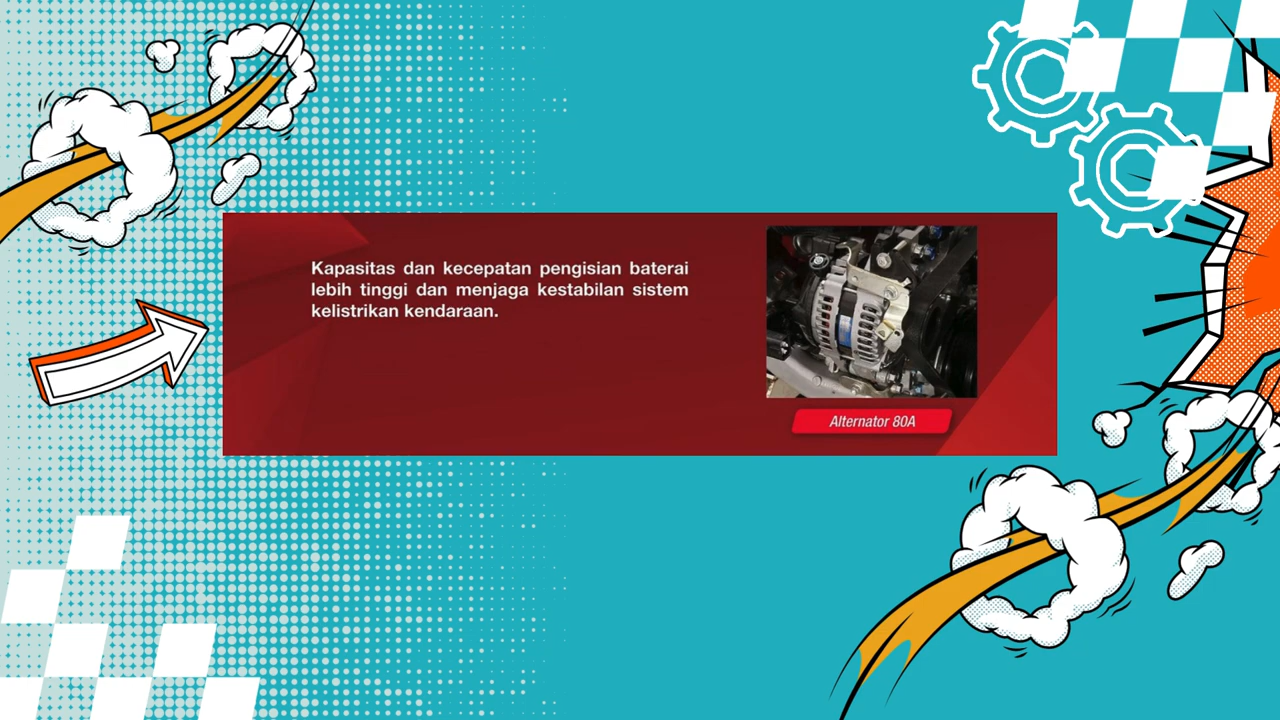 Kapasitas dan kecepatan pengisian baterai
lebih tinggi dan menjaga kestabilan sistem
kelistrikan kendaraan.
Alternator 80A